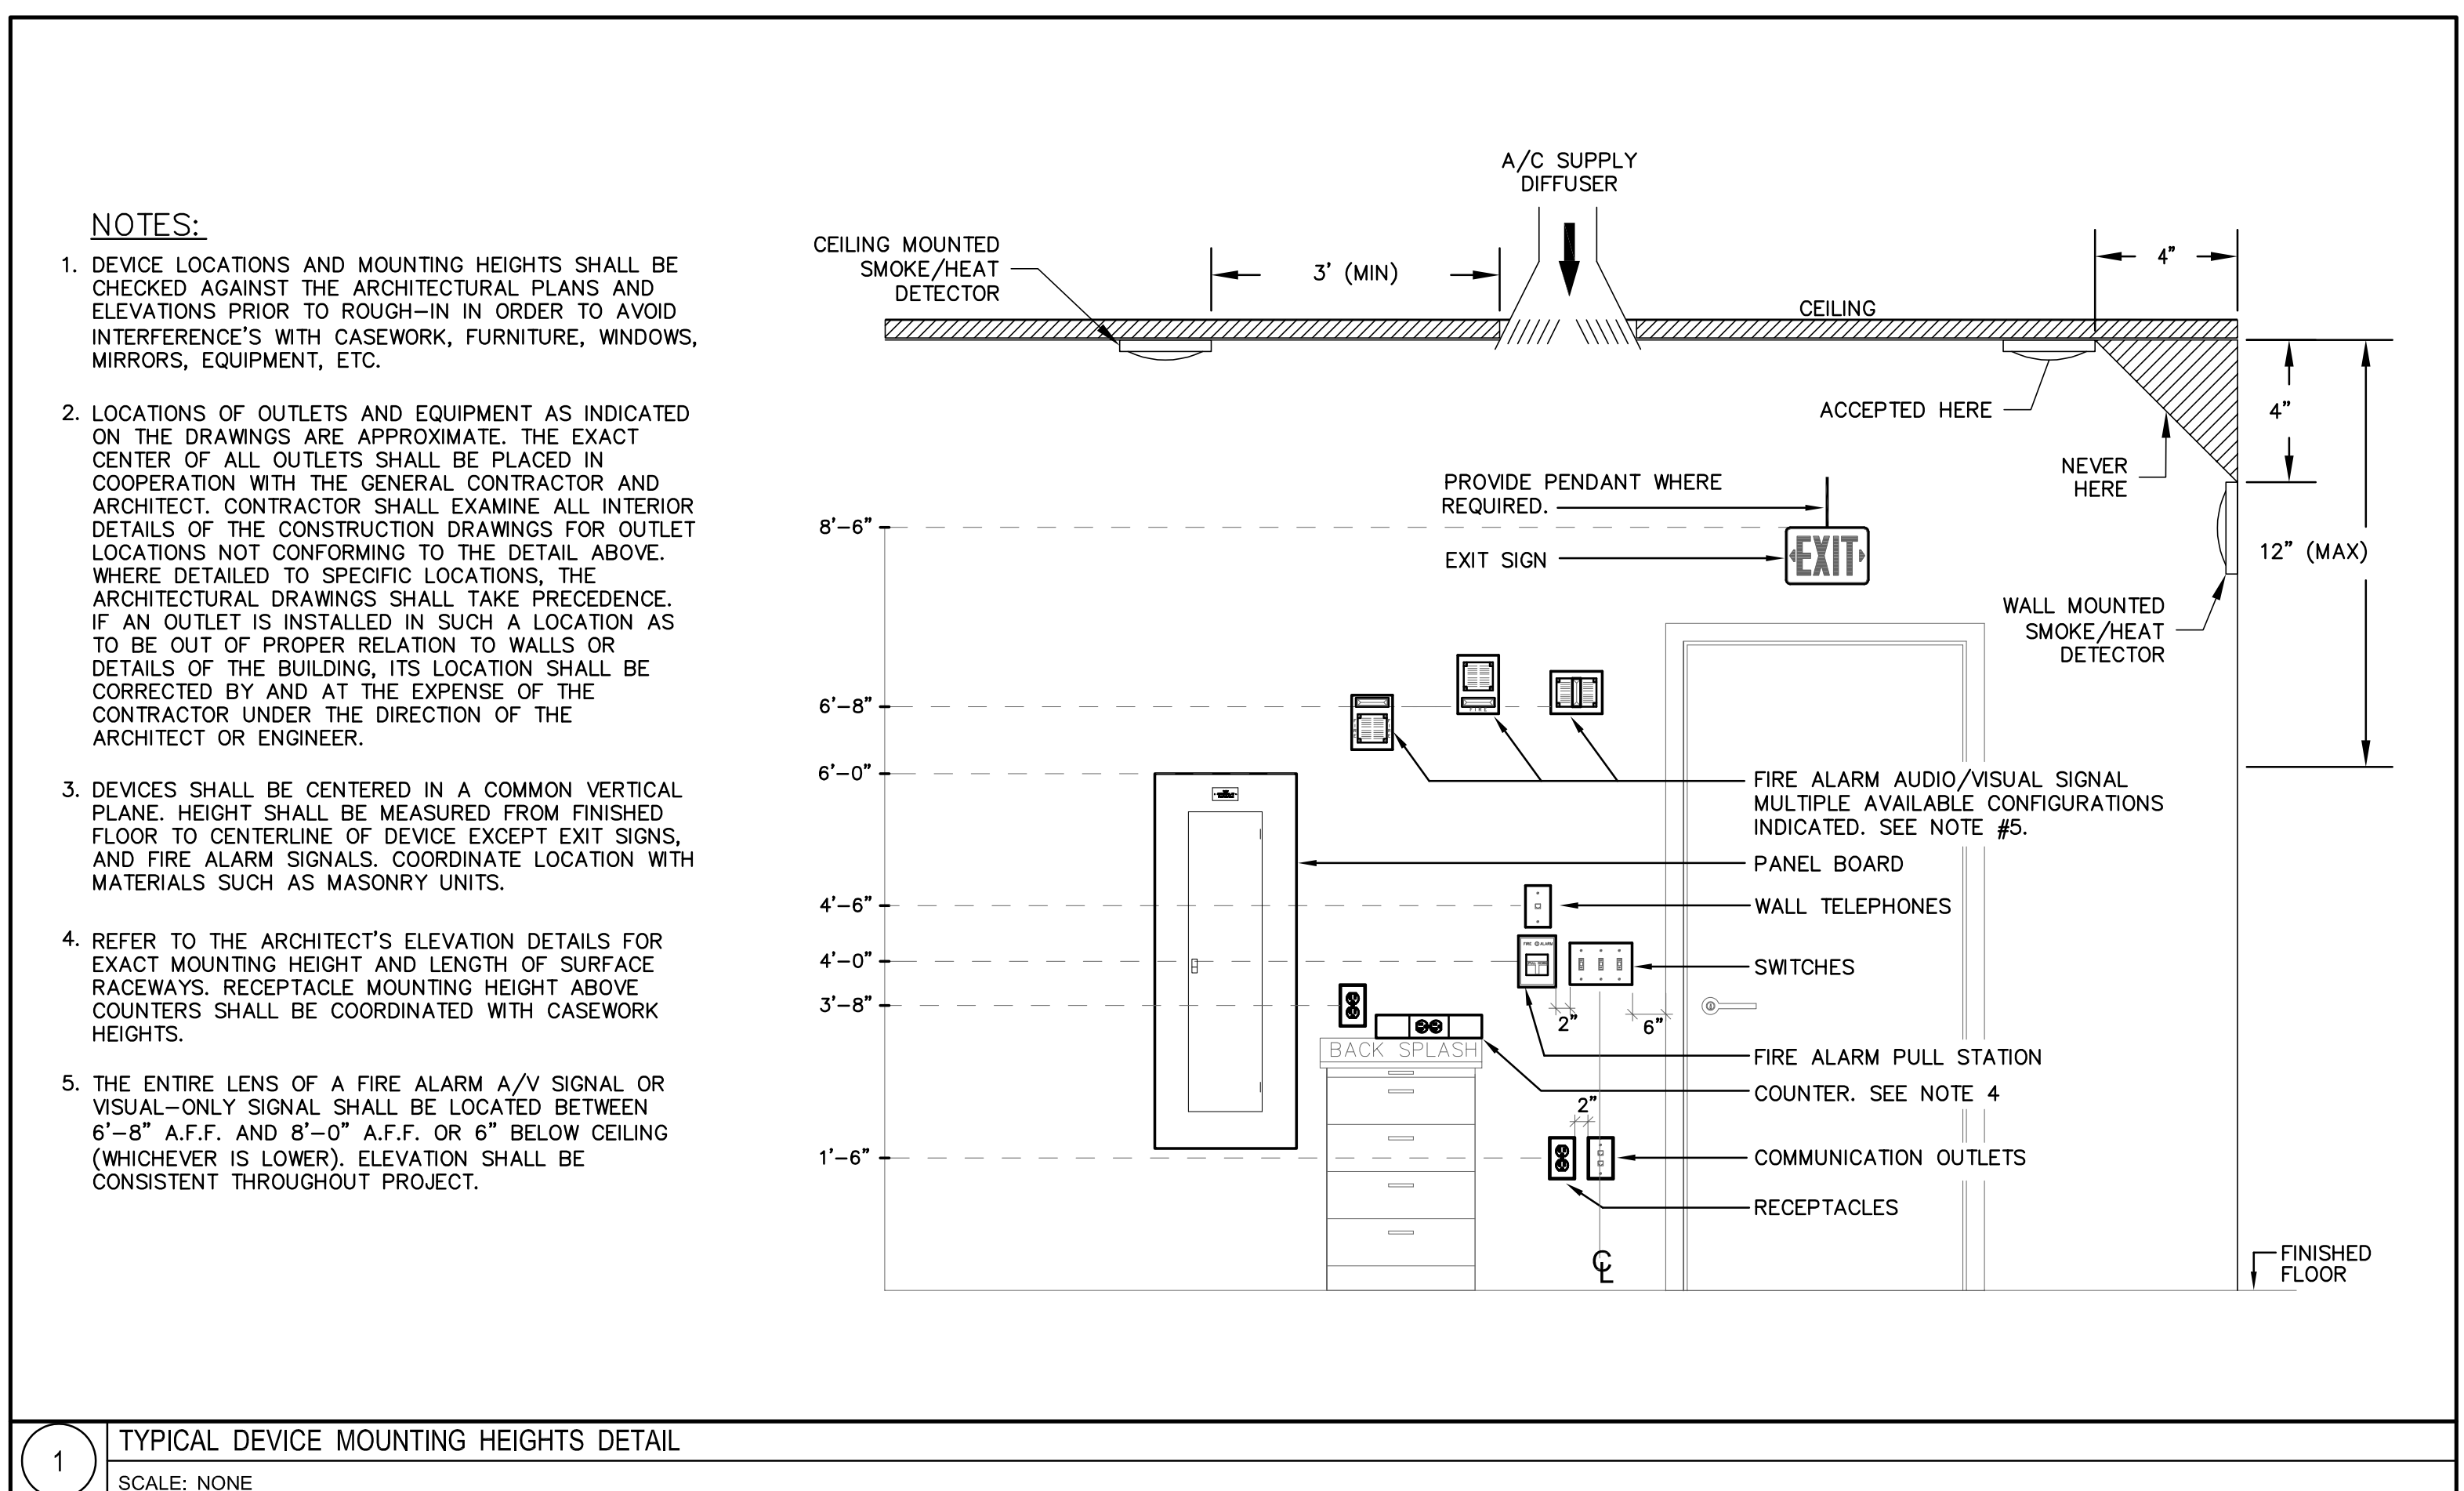 NOTES:
1. DEVICE LOCATIONS AND MOUNTING HEIGHTS SHALL BE
CHECKED AGAINST THE ARCHITECTURAL PLANS AND
ELEVATIONS PRIOR TO ROUGH-IN IN ORDER TO AVOID
INTERFERENCE'S WITH CASEWORK, FURNITURE, WINDOWS,
MIRRORS, EQUIPMENT, ETC.
2. LOCATIONS OF OUTLETS AND EQUIPMENT AS INDICATED
ON THE DRAWINGS ARE APPROXIMATE. THE EXACT
CENTER OF ALL OUTLETS SHALL BE PLACED IN
COOPERATION WITH THE GENERAL CONTRACTOR AND
ARCHITECT. CONTRACTOR SHALL EXAMINE ALL INTERIOR
DETAILS OF THE CONSTRUCTION DRAWINGS FOR OUTLET
LOCATIONS NOT CONFORMING TO THE DETAIL ABOVE.
WHERE DETAILED TO SPECIFIC LOCATIONS, THE
ARCHITECTURAL DRAWINGS SHALL TAKE PRECEDENCE.
IF AN OUTLET IS INSTALLED IN SUCH A LOCATION AS
TO BE OUT OF PROPER RELATION TO WALLS OR
DETAILS OF THE BUILDING, ITS LOCATION SHALL BE
CORRECTED BY AND AT THE EXPENSE OF THE
CONTRACTOR UNDER THE DIRECTION OF THE
ARCHITECT OR ENGINEER.
3. DEVICES SHALL BE CENTERED IN A COMMON VERTICAL
PLANE. HEIGHT SHALL BE MEASURED FROM FINISHED
FLOOR TO CENTERLINE OF DEVICE EXCEPT EXIT SIGNS,
AND FIRE ALARM SIGNALS. COORDINATE LOCATION WITH
MATERIALS SUCH AS MASONRY UNITS.
4. REFER TO THE ARCHITECT'S ELEVATION DETAILS FOR
EXACT MOUNTING HEIGHT AND LENGTH OF SURFACE
RACEWAYS. RECEPTACLE MOUNTING HEIGHT ABOVE
COUNTERS SHALL BE COORDINATED WITH CASEWORK
HEIGHTS.
5. THE ENTIRE LENS OF A FIRE ALARM A/V SIGNAL OR
VISUAL-ONLY SIGNAL SHALL BE LOCATED BETWEEN
6'-8" A.F.F. AND 8'-0" A.F.F. OR 6" BELOW CEILING
(WHICHEVER IS LOWER). ELEVATION SHALL BE
CONSISTENT THROUGHOUT PROJECT.
A/C SUPPLY
DIFFUSER
CEILING MOUNTED
SMOKE/HEAT
DETECTOR
3' (MIN)
CEILING
4"
4"
12" (MAX)
ACCEPTED HERE
NEVER
HERE
PROVIDE PENDANT WHERE
REQUIRED.
EXIT SIGN
EXIT
WALL MOUNTED
SMOKE/HEAT
DETECTOR
8'-6"
6'-8"
6'-0"
4'-6"
4'-0"
3'-8"
1'-6"
FIRE
FIRE ALARM AUDIO/VISUAL SIGNAL
MULTIPLE AVAILABLE CONFIGURATIONS
INDICATED. SEE NOTE #5.
PANEL BOARD
WALL TELEPHONES
FIRE ALARM
SWITCHES
2"
6"
BACK SPLASH
FIRE ALARM PULL STATION
COUNTER. SEE NOTE 4
2"
COMMUNICATION OUTLETS
RECEPTACLES
CL
FINISHED
FLOOR
1
TYPICAL DEVICE MOUNTING HEIGHTS DETAIL
SCALE: NONE